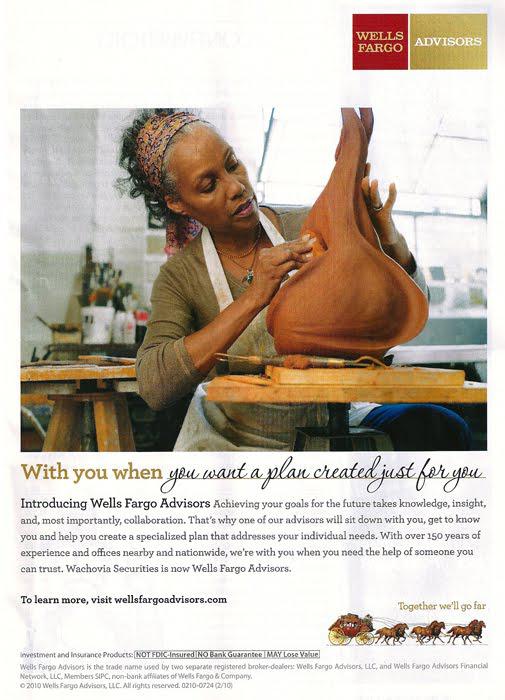 WELLS
FARGO
ADVISORS
With you when you want a plan created just for you
Introducing Wells Fargo Advisors Achieving your goals for the future takes knowledge, insight,
and, most importantly, collaboration. That's why one of our advisors will sit down with you, get to know
you and help you create a specialized plan that addresses your individual needs. With over 150 years of
experience and offices nearby and nationwide, we're with you when you need the help of someone you
can trust. Wachovia Securities is now Wells Fargo Advisors.
To learn more, visit wellsfargoadvisors.com
Together we'll go far
Investment and Insurance Products: NOT FDIC-Insured NO Bank Guarantee MAY Lose Value
Wells Fargo Advisors is the trade name used by two separate registered broker-dealers: Wells Fargo Advisors, LLC, and Wells Fargo Advisors Financial
Network, LLC, Members SIPC, non-bank affiliates of Wells Fargo & Company.
© 2010 Wells Fargo Advisors, LLC. All rights reserved. 0210-0724 (2/10)